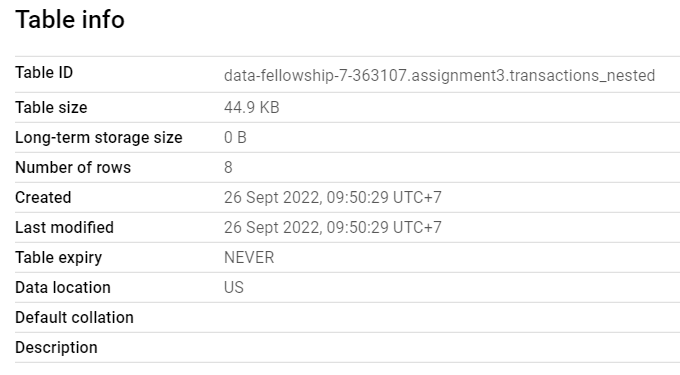 Table info
Table ID data-fellowship-7-363107.assignment3.transactions_nested
Table size 44.9 KB
Long-term storage size 0 B
Number of rows 8
Created 26 Sept 2022, 09:50:29 UTC+7
Last modified 26 Sept 2022, 09:50:29 UTC+7
Table expiry NEVER
Data location US
Default collation
Description